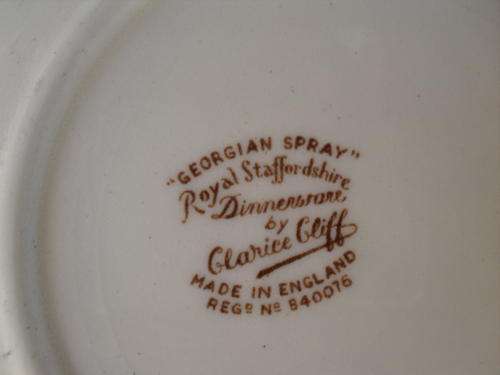 "GEORGIAN SPRAY"
Royal Staffordshire
Dinnerware
by
Clarice Cliff
MADE IN ENGLAND
REGD No 840076